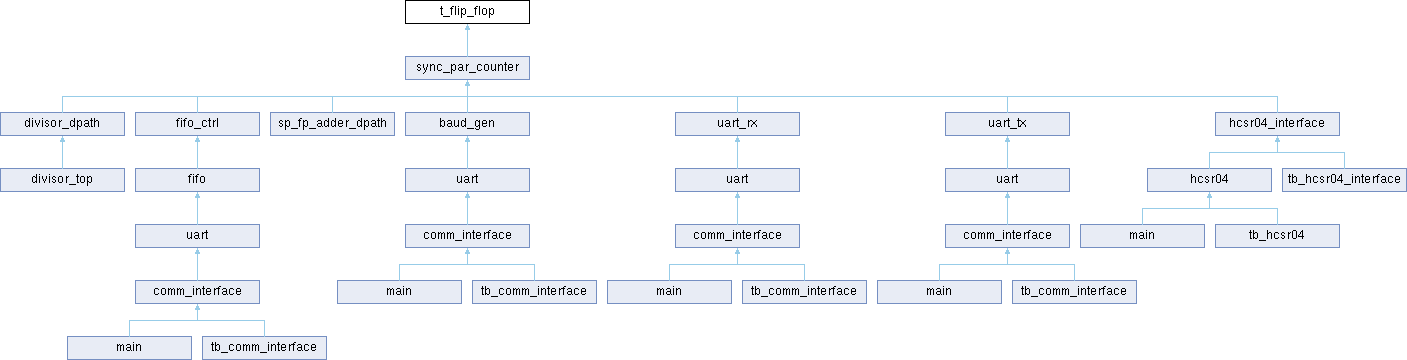 t_flip_flop
sync_par_counter
divisor_dpath fifo_ctrl sp_fp_adder_dpath baud_gen uart_rx uart_tx hcsr04_interface
divisor_top fifo uart uart uart hcsr04 tb_hcsr04_interface
uart comm_interface comm_interface comm_interface main tb_hcsr04
comm_interface main tb_comm_interface main tb_comm_interface main tb_comm_interface
main tb_comm_interface